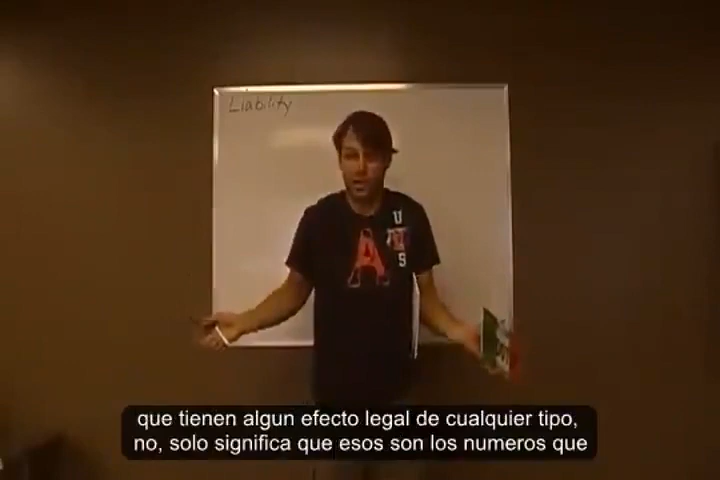 Liability
U
A
S
que tienen algun efecto legal de cualquier tipo,
no, solo significa que esos son los numeros que